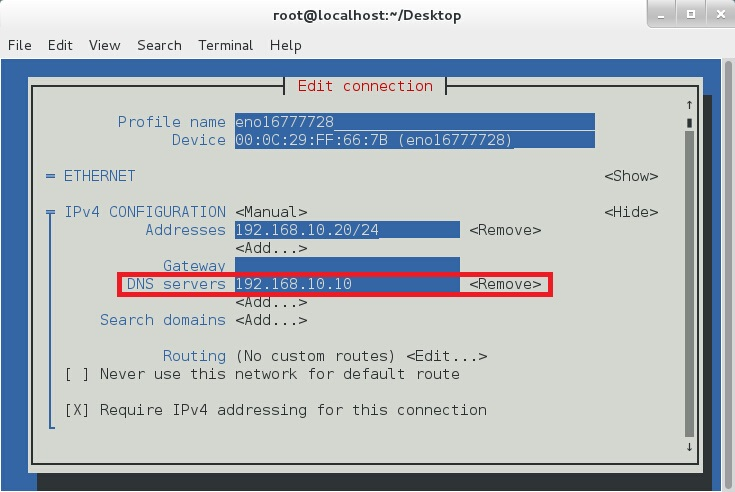 root@localhost:~/Desktop
File Edit View Search Terminal Help
Edit connection
Profile name eno16777728
Device 00:0C:29:FF:66:7B (eno16777728)
= ETHERNET <Show>
IPv4 CONFIGURATION <Manual> <Hide>
Addresses 192.168.10.20/24 <Remove>
<Add...>
Gateway
DNS servers 192.168.10.10 <Remove>
<Add...>
Search domains <Add...>
Routing (No custom routes) <Edit...>
[ ] Never use this network for default route
[X] Require IPv4 addressing for this connection